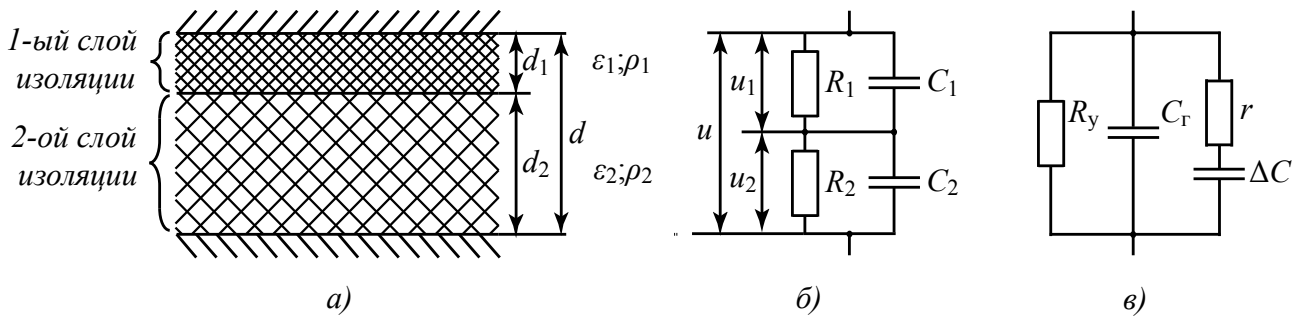 1-ый слой
изоляции
2-ой слой
изоляции
d₁
d₂
d
ε₁;ρ₁
ε₂;ρ₂
а)
u
u₁
u₂
R₁
R₂
C₁
C₂
б)
Rу
Cг
r
ΔC
в)